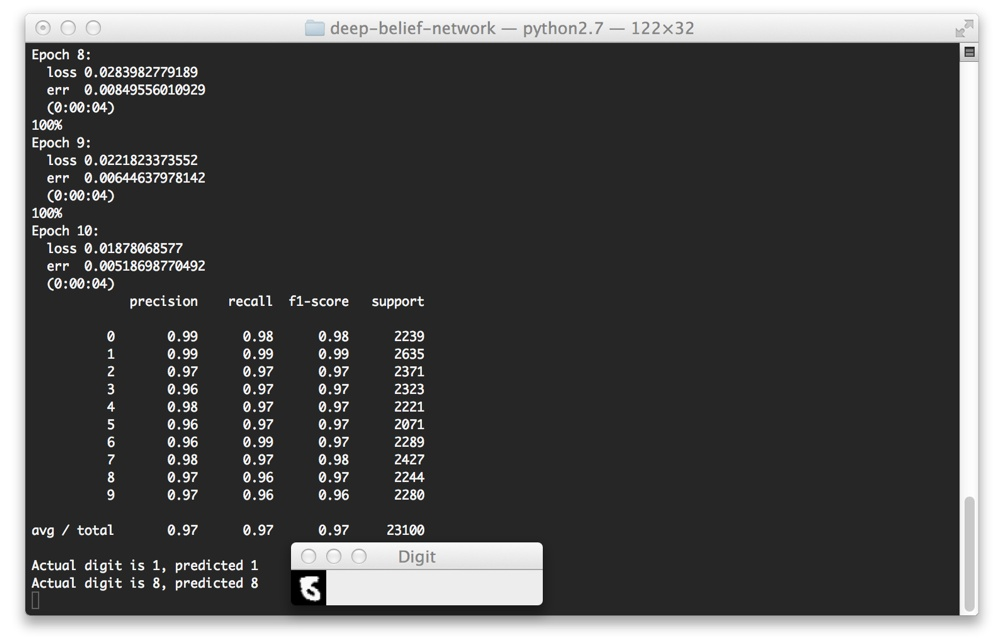 deep-belief-network — python2.7 — 122×32
Epoch 8:
loss 0.0283982779189
err 0.00849556010929
(0:00:04)
100%
Epoch 9:
loss 0.0221823373552
err 0.00644637978142
(0:00:04)
100%
Epoch 10:
loss 0.01878068577
err 0.00518698770492
(0:00:04)
precision recall f1-score support
0 0.99 0.98 0.98 2239
1 0.99 0.99 0.99 2635
2 0.97 0.97 0.97 2371
3 0.96 0.97 0.97 2323
4 0.98 0.97 0.97 2221
5 0.96 0.97 0.97 2071
6 0.96 0.99 0.97 2289
7 0.98 0.97 0.98 2427
8 0.97 0.96 0.97 2244
9 0.97 0.96 0.96 2280
avg / total 0.97 0.97 0.97 23100
Actual digit is 1, predicted 1
Actual digit is 8, predicted 8
Digit
8